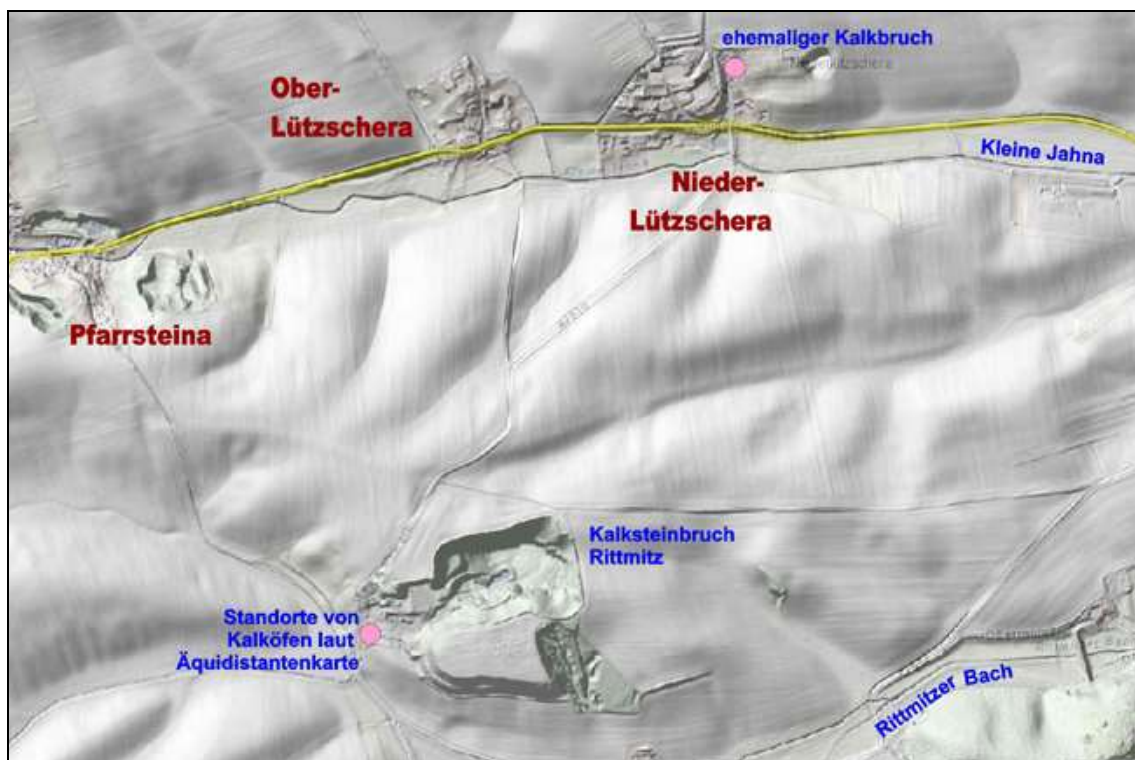 ehemaliger Kalkbruch
Ober-
Lützschera
Kleine Jahna
Nieder-
Lützschera
Pfarrsteina
Kalksteinbruch
Rittmitz
Standorte von
Kalköfen laut
Äquidistantenkarte
Rittmitzer Bach